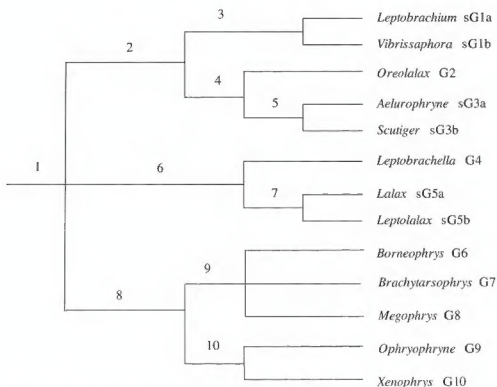 3
Leptobrachium sG1a
2
Vibrissaphora sG1b
4
Oreolalax G2
5
Aelurophryne sG3a
Scutiger sG3b
1
6
Leptobrachella G4
7
Lalax sG5a
Leptolalax sG5b
9
Borneophrys G6
8
Brachytarsophrys G7
Megophrys G8
10
Ophryophryne G9
Xenophrys G10